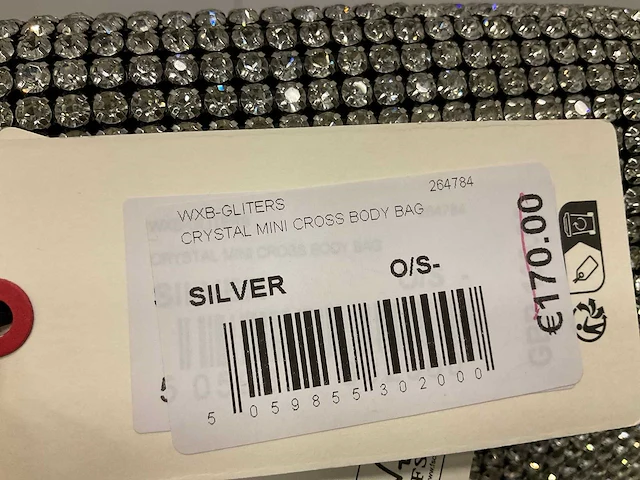 264784
WXB-GLITERS
CRYSTAL MINI CROSS BODY BAG
SILVER
O/S-
€170.00
5 059855 302000